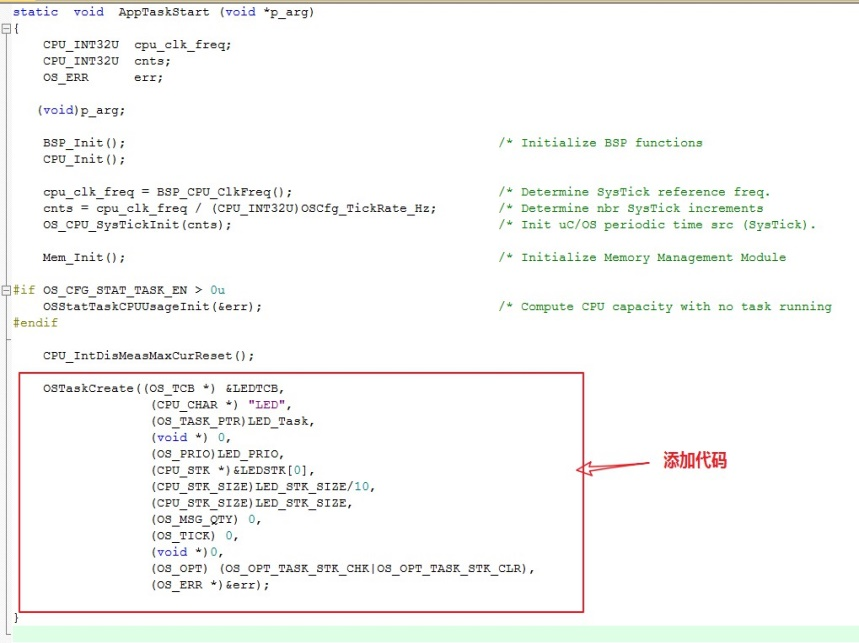 static  void  AppTaskStart (void *p_arg)
{
    CPU_INT32U  cpu_clk_freq;
    CPU_INT32U  cnts;
    OS_ERR      err;
   (void)p_arg;
    BSP_Init();                                                 /* Initialize BSP functions
    CPU_Init();
    cpu_clk_freq = BSP_CPU_ClkFreq();                           /* Determine SysTick reference freq.
    cnts = cpu_clk_freq / (CPU_INT32U)OSCfg_TickRate_Hz;        /* Determine nbr SysTick increments
    OS_CPU_SysTickInit(cnts);                                   /* Init uC/OS periodic time src (SysTick).
    Mem_Init();                                                 /* Initialize Memory Management Module
#if OS_CFG_STAT_TASK_EN > 0u
    OSStatTaskCPUUsageInit(&err);                               /* Compute CPU capacity with no task running
#endif
    CPU_IntDisMeasMaxCurReset();
    OSTaskCreate((OS_TCB *) &LEDTCB,
                 (CPU_CHAR *) "LED",
                 (OS_TASK_PTR)LED_Task,
                 (void *) 0,
                 (OS_PRIO)LED_PRIO,
                 (CPU_STK *)&LEDSTK[0],
                 (CPU_STK_SIZE)LED_STK_SIZE/10,
                 (CPU_STK_SIZE)LED_STK_SIZE,
                 (OS_MSG_QTY) 0,
                 (OS_TICK) 0,
                 (void *)0,
                 (OS_OPT) (OS_OPT_TASK_STK_CHK|OS_OPT_TASK_STK_CLR),
                 (OS_ERR *)&err);
添加代码
}